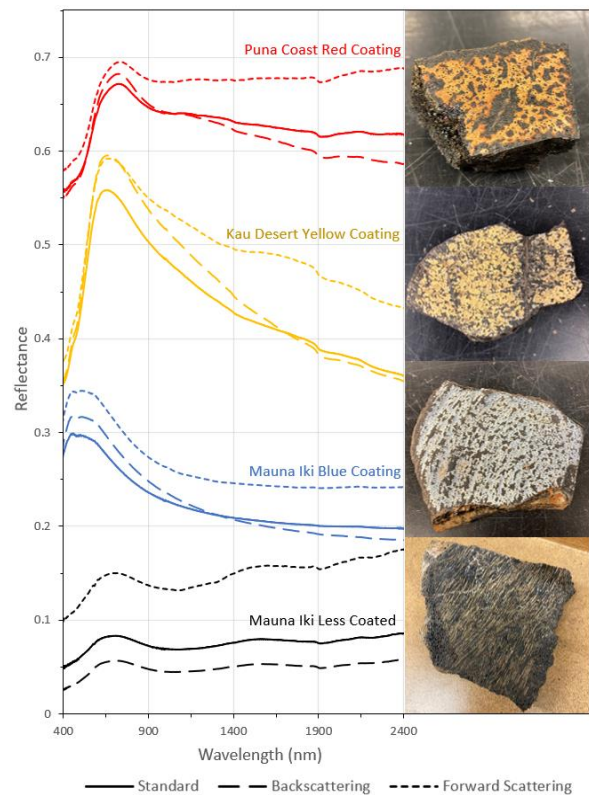 0.7
Puna Coast Red Coating
0.6
0.5
Kau Desert Yellow Coating
0.4
Reflectance
0.3
Mauna Iki Blue Coating
0.2
Mauna Iki Less Coated
0.1
0
400 900 1400 1900 2400
Wavelength (nm)
Standard Backscattering Forward Scattering